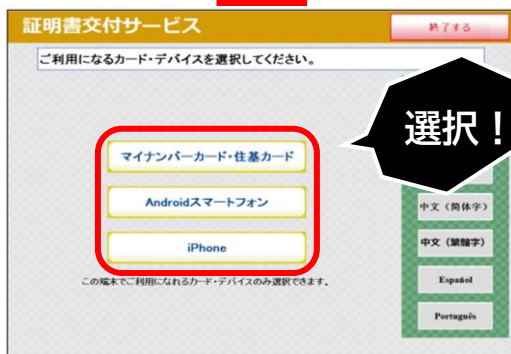 証明書交付サービス
終了する
ご利用になるカード・デバイスを選択してください。
選択！
マイナンバーカード・住基カード
Androidスマートフォン
iPhone
この端末でご利用になれるカード・デバイスのみ選択できます。
中文（简体字）
中文（繁體字）
Español
Português